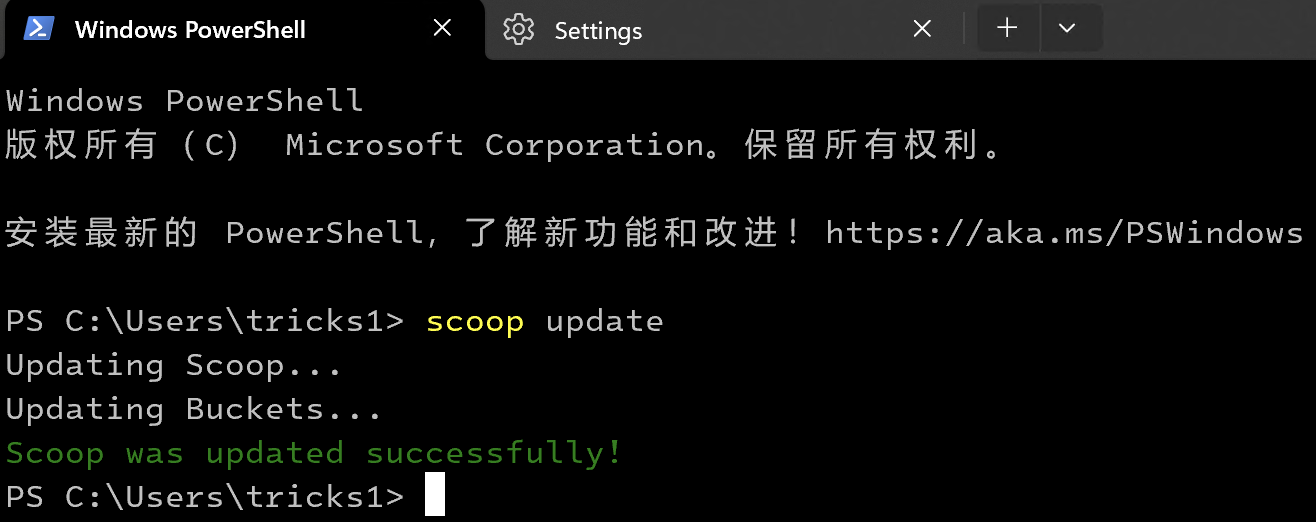 Windows PowerShell
Settings
Windows PowerShell
版权所有 (C) Microsoft Corporation。保留所有权利。
安装最新的 PowerShell,了解新功能和改进!https://aka.ms/PSWindows
PS C:\Users\tricks1> scoop update
Updating Scoop...
Updating Buckets...
Scoop was updated successfully!
PS C:\Users\tricks1>